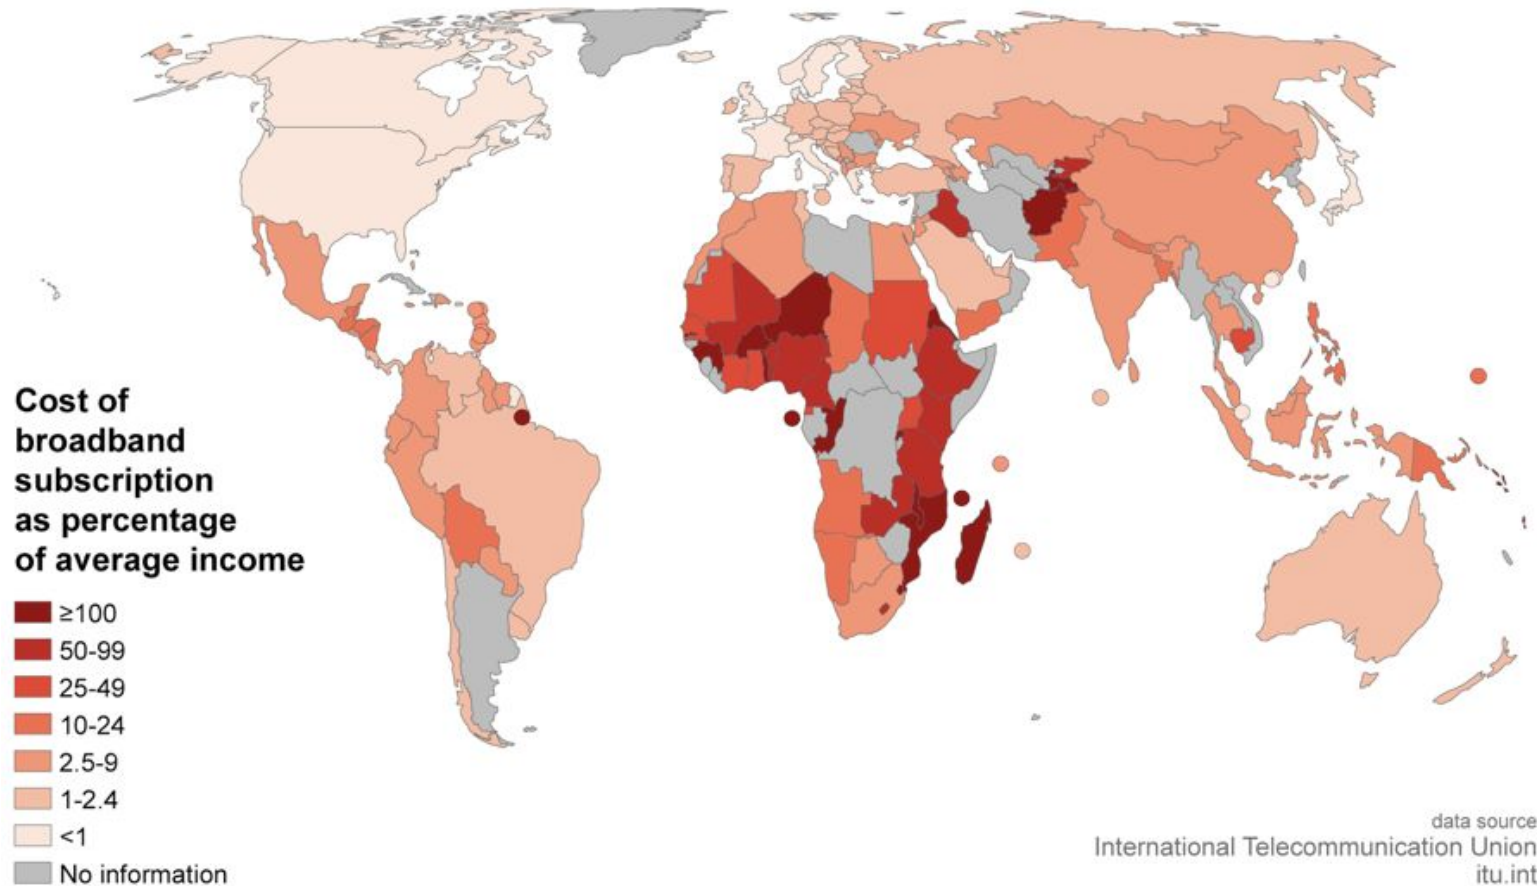 Cost of
broadband
subscription
as percentage
of average income
≥100
50-99
25-49
10-24
2.5-9
1-2.4
<1
No information
data source
International Telecommunication Union
itu.int